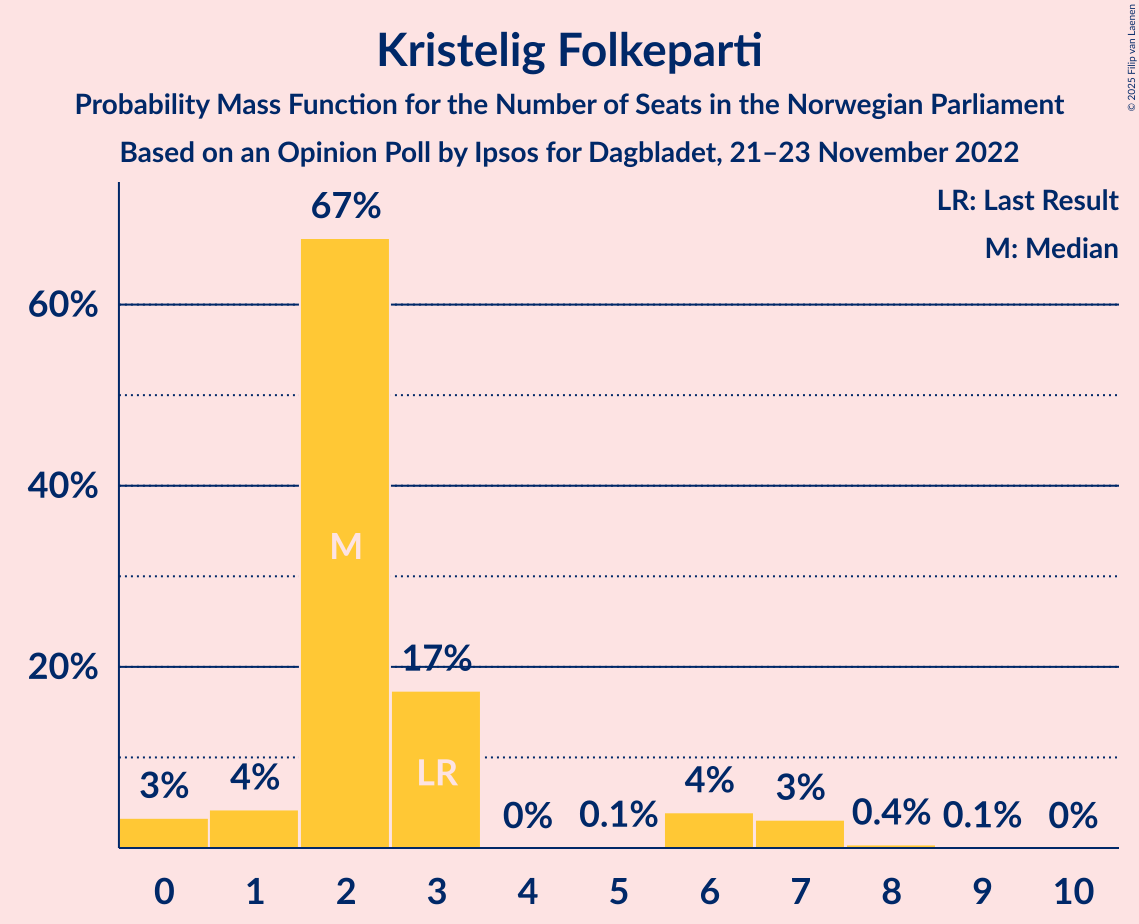 Kristelig Folkeparti
Probability Mass Function for the Number of Seats in the Norwegian Parliament
Based on an Opinion Poll by Ipsos for Dagbladet, 21–23 November 2022
© 2025 Filip van Laenen
LR: Last Result
M: Median
67%
60%
40%
M
20%
17%
LR
3%
4%
0%
0.1%
4%
3%
0.4%
0.1%
0%
0 1 2 3 4 5 6 7 8 9 10